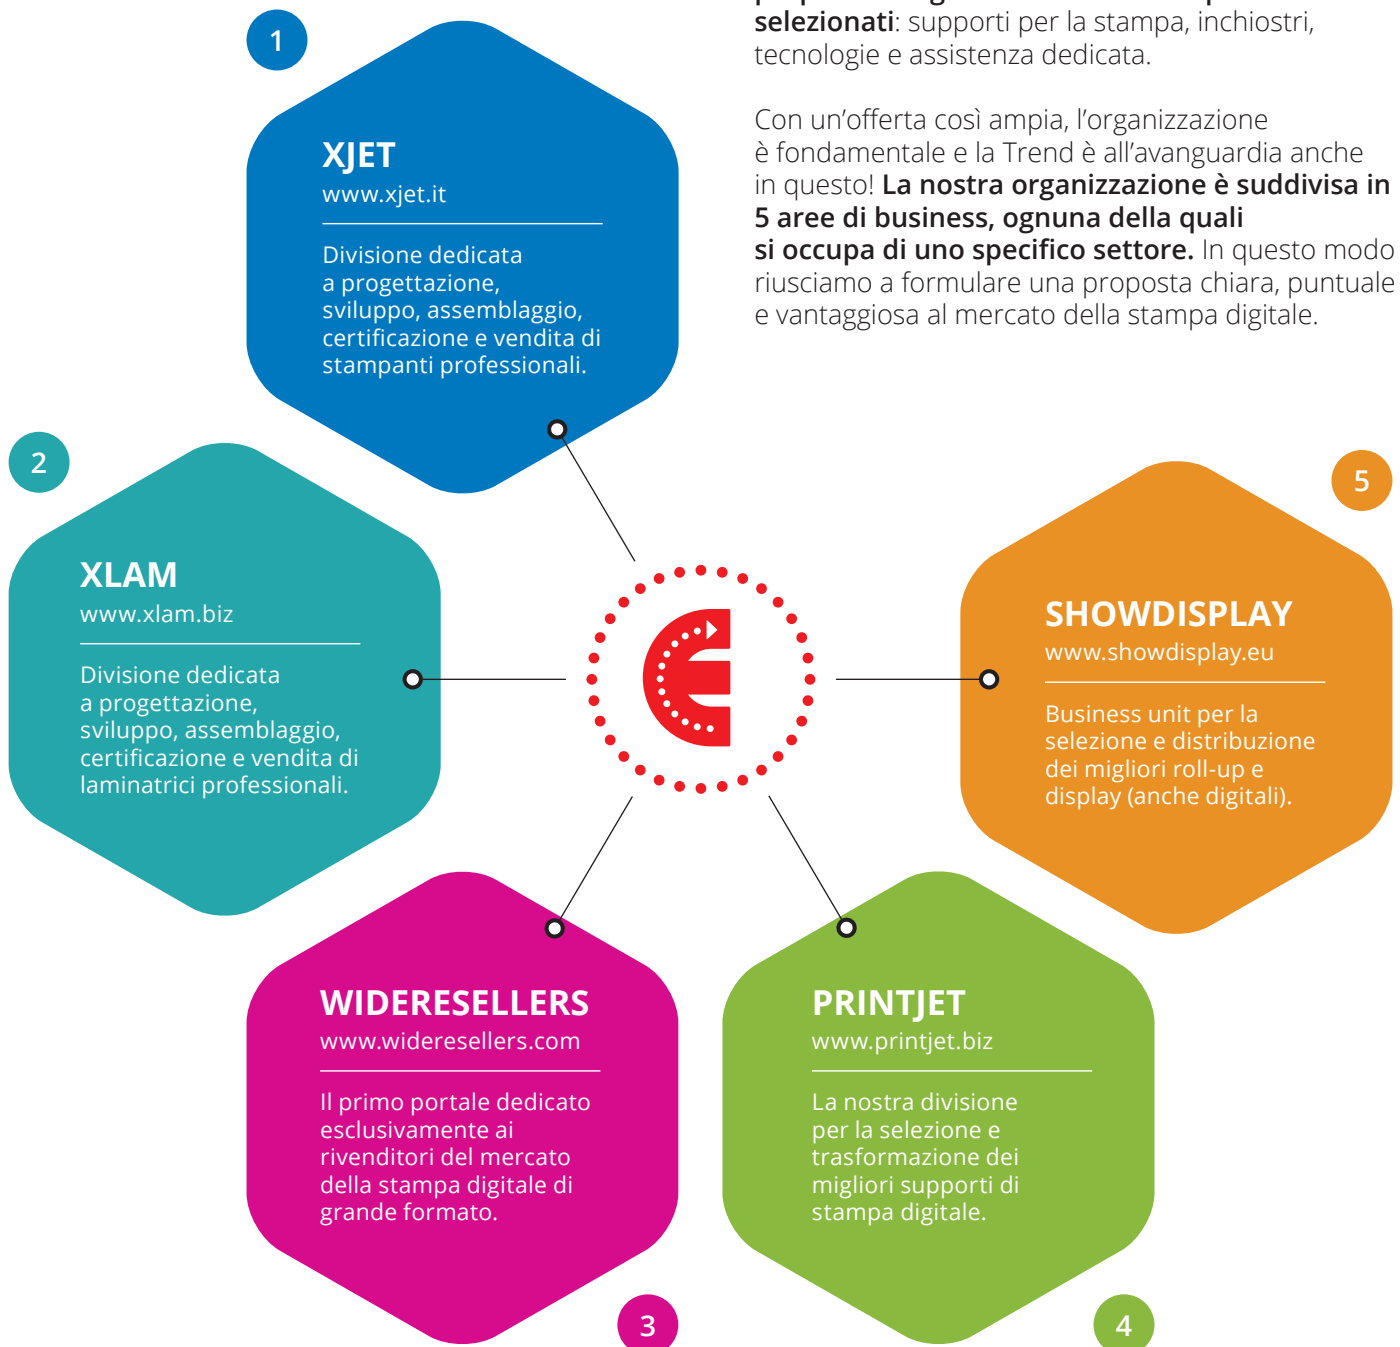 selezionati: supporti per la stampa, inchiostri,
tecnologie e assistenza dedicata.
Con un’offerta così ampia, l’organizzazione
è fondamentale e la Trend è all’avanguardia anche
in questo! La nostra organizzazione è suddivisa in
5 aree di business, ognuna della quali
si occupa di uno specifico settore. In questo modo
riusciamo a formulare una proposta chiara, puntuale
e vantaggiosa al mercato della stampa digitale.
1
XJET
www.xjet.it
Divisione dedicata
a progettazione,
sviluppo, assemblaggio,
certificazione e vendita di
stampanti professionali.
2
XLAM
www.xlam.biz
Divisione dedicata
a progettazione,
sviluppo, assemblaggio,
certificazione e vendita di
laminatrici professionali.
3
WIDERESELLERS
www.wideresellers.com
Il primo portale dedicato
esclusivamente ai
rivenditori del mercato
della stampa digitale di
grande formato.
4
PRINTJET
www.printjet.biz
La nostra divisione
per la selezione e
trasformazione dei
migliori supporti di
stampa digitale.
5
SHOWDISPLAY
www.showdisplay.eu
Business unit per la
selezione e distribuzione
dei migliori roll-up e
display (anche digitali).